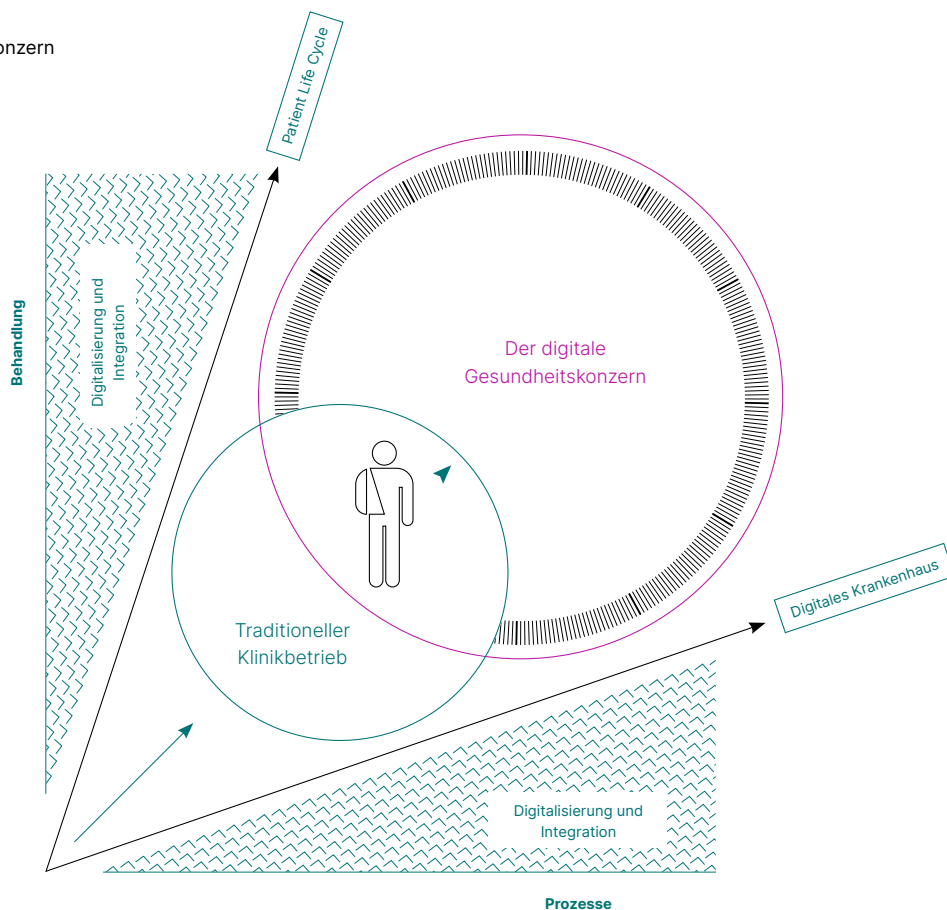 onzern
Patient Life Cycle
Behandlung
Digitalisierung und
Integration
Der digitale
Gesundheitskonzern
Digitales Krankenhaus
Traditioneller
Klinikbetrieb
Digitalisierung und
Integration
Prozesse